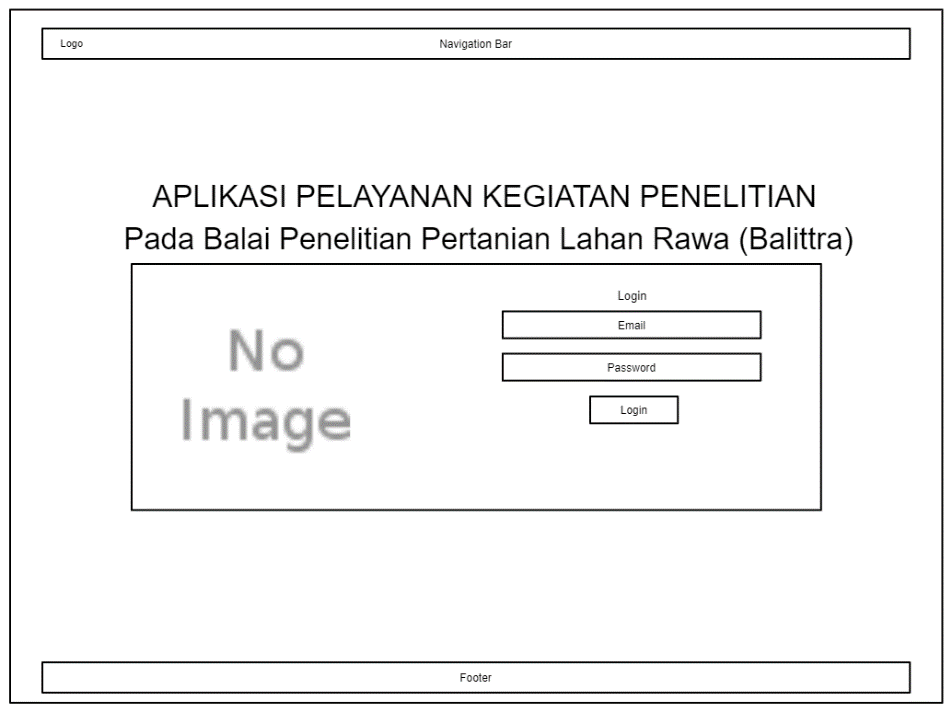 Logo
Navigation Bar
APLIKASI PELAYANAN KEGIATAN PENELITIAN
Pada Balai Penelitian Pertanian Lahan Rawa (Balittra)
No
Image
Login
Email
Password
Login
Footer